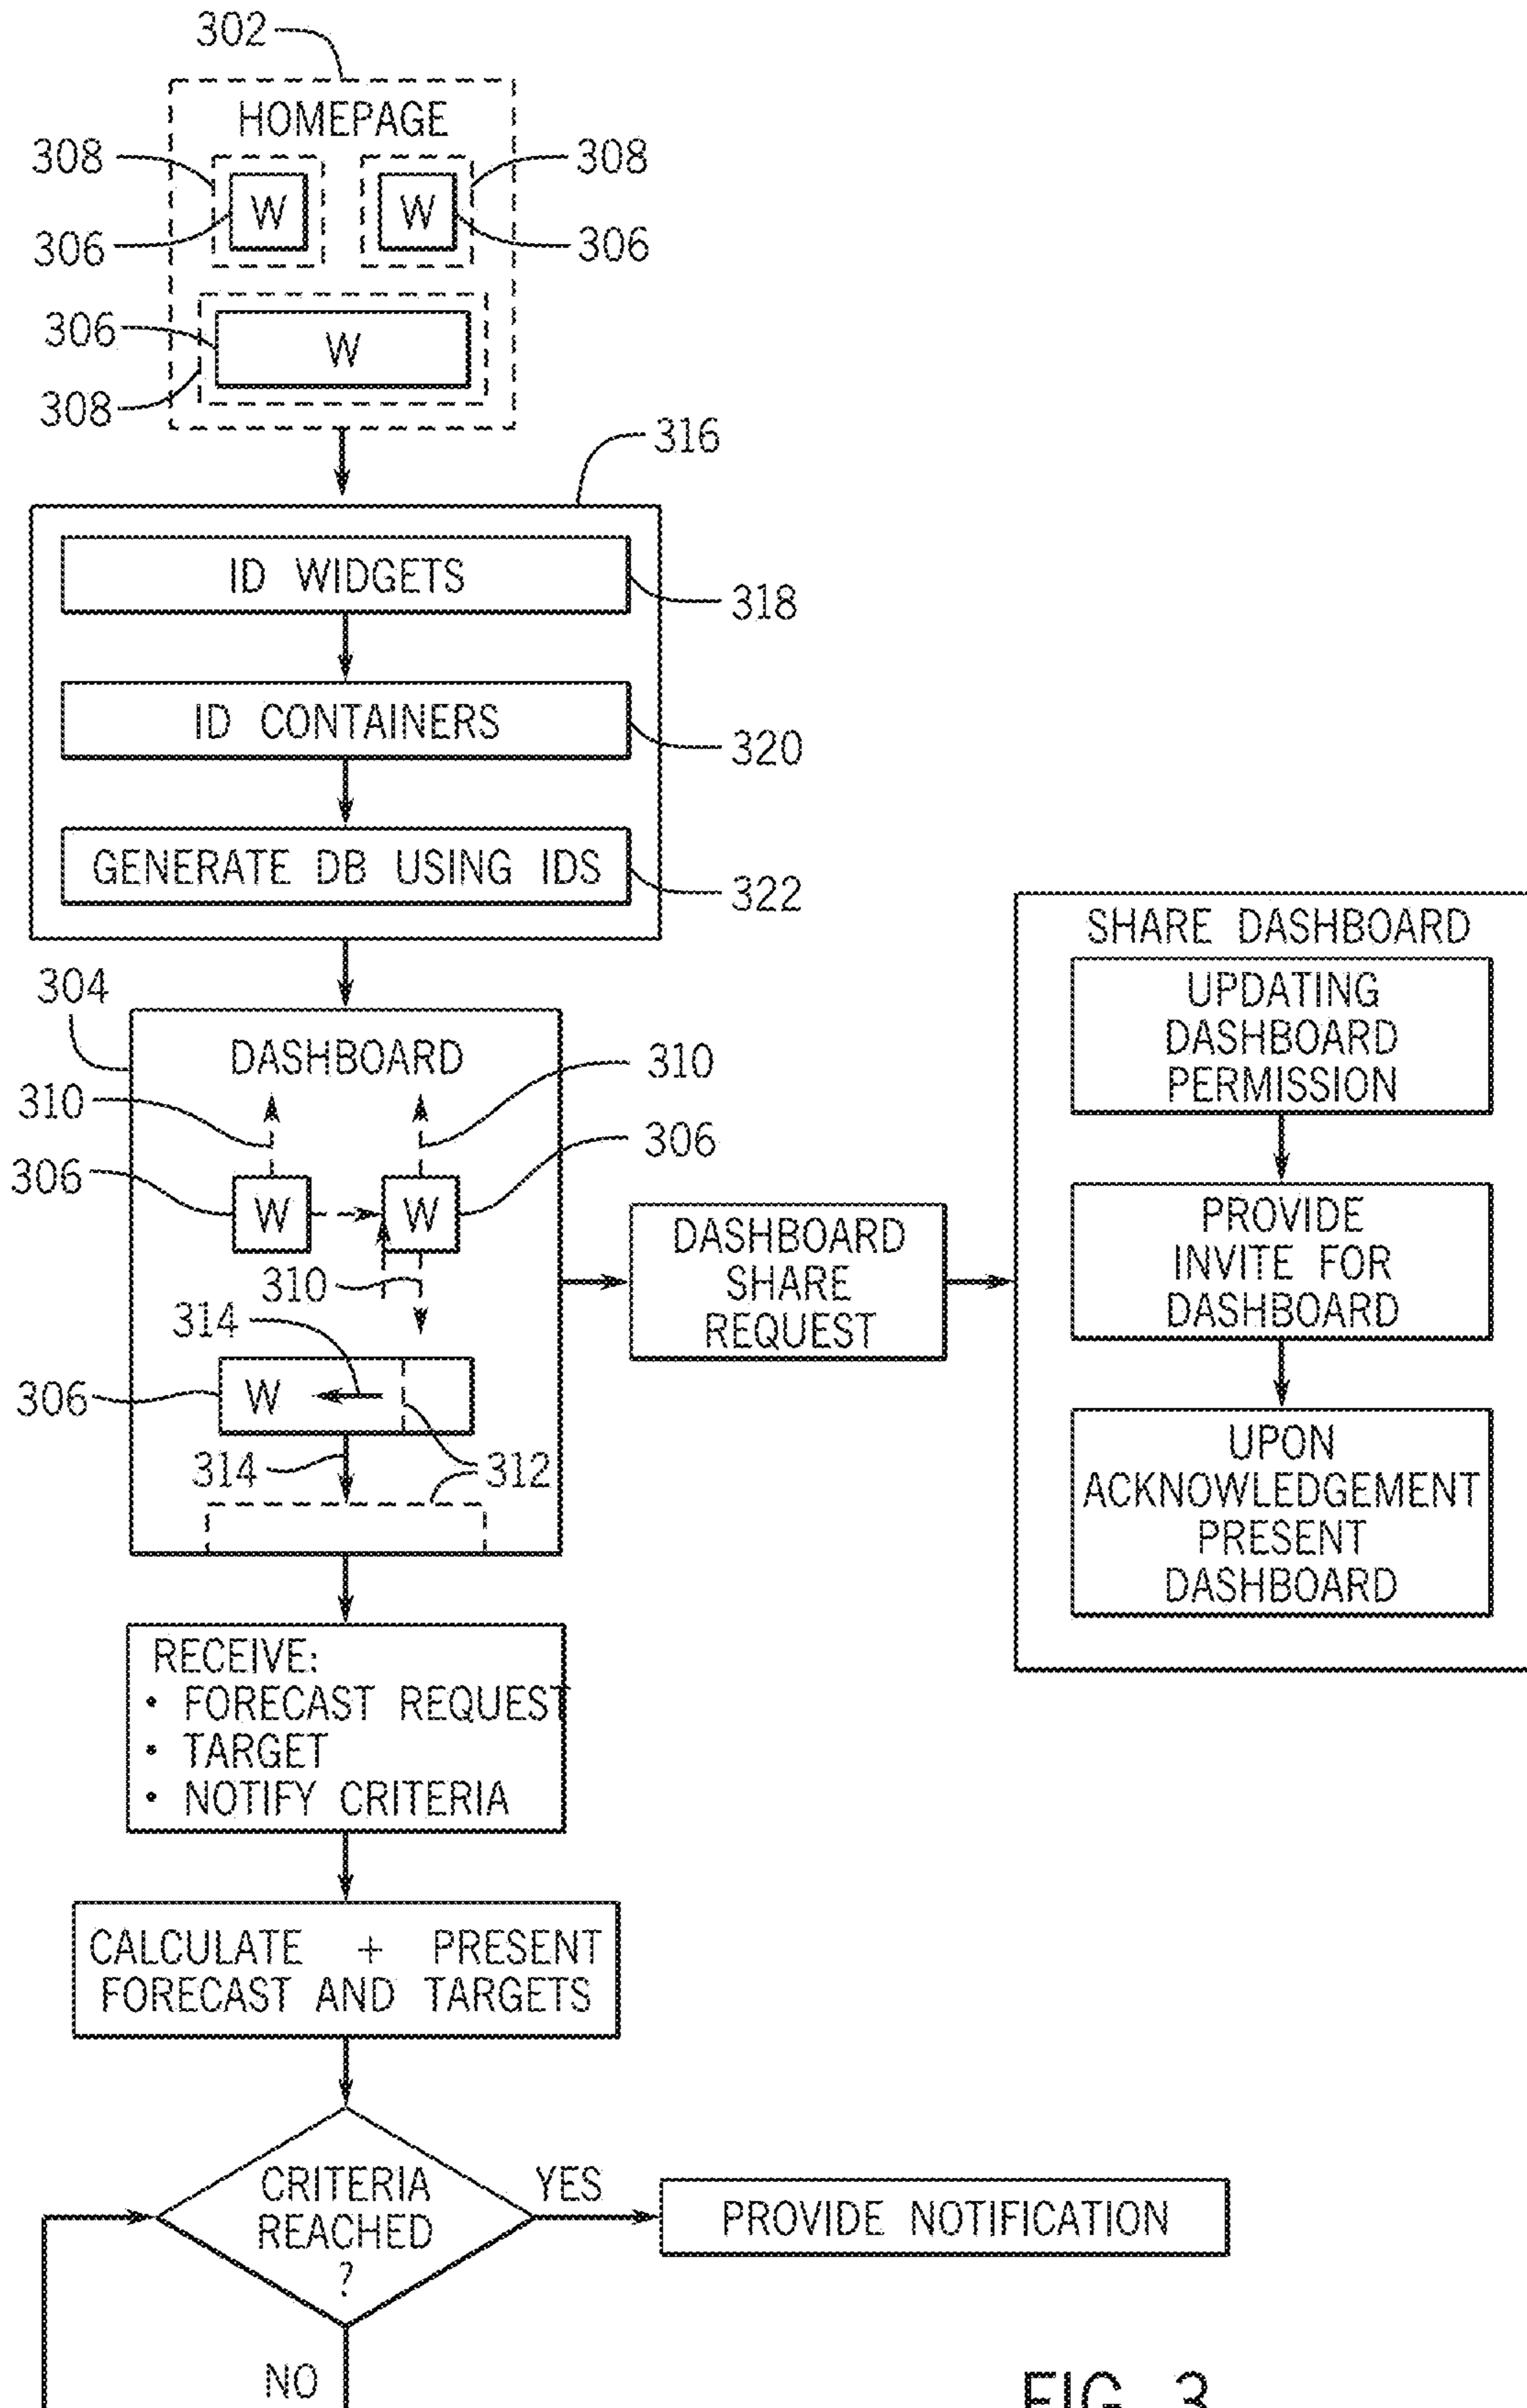 302
HOMEPAGE
308
308
W
W
306
306
306
W
308
316
ID WIDGETS
318
ID CONTAINERS
320
GENERATE DB USING IDS
322
304
DASHBOARD
310
310
306
306
W
W
310
314
306
W
314
312
DASHBOARD
SHARE
REQUEST
SHARE DASHBOARD
UPDATING
DASHBOARD
PERMISSION
PROVIDE
INVITE FOR
DASHBOARD
UPON
ACKNOWLEDGEMENT
PRESENT
DASHBOARD
RECEIVE:
• FORECAST REQUEST
• TARGET
• NOTIFY CRITERIA
CALCULATE + PRESENT
FORECAST AND TARGETS
CRITERIA
REACHED
?
YES
PROVIDE NOTIFICATION
NO
FIG. 3